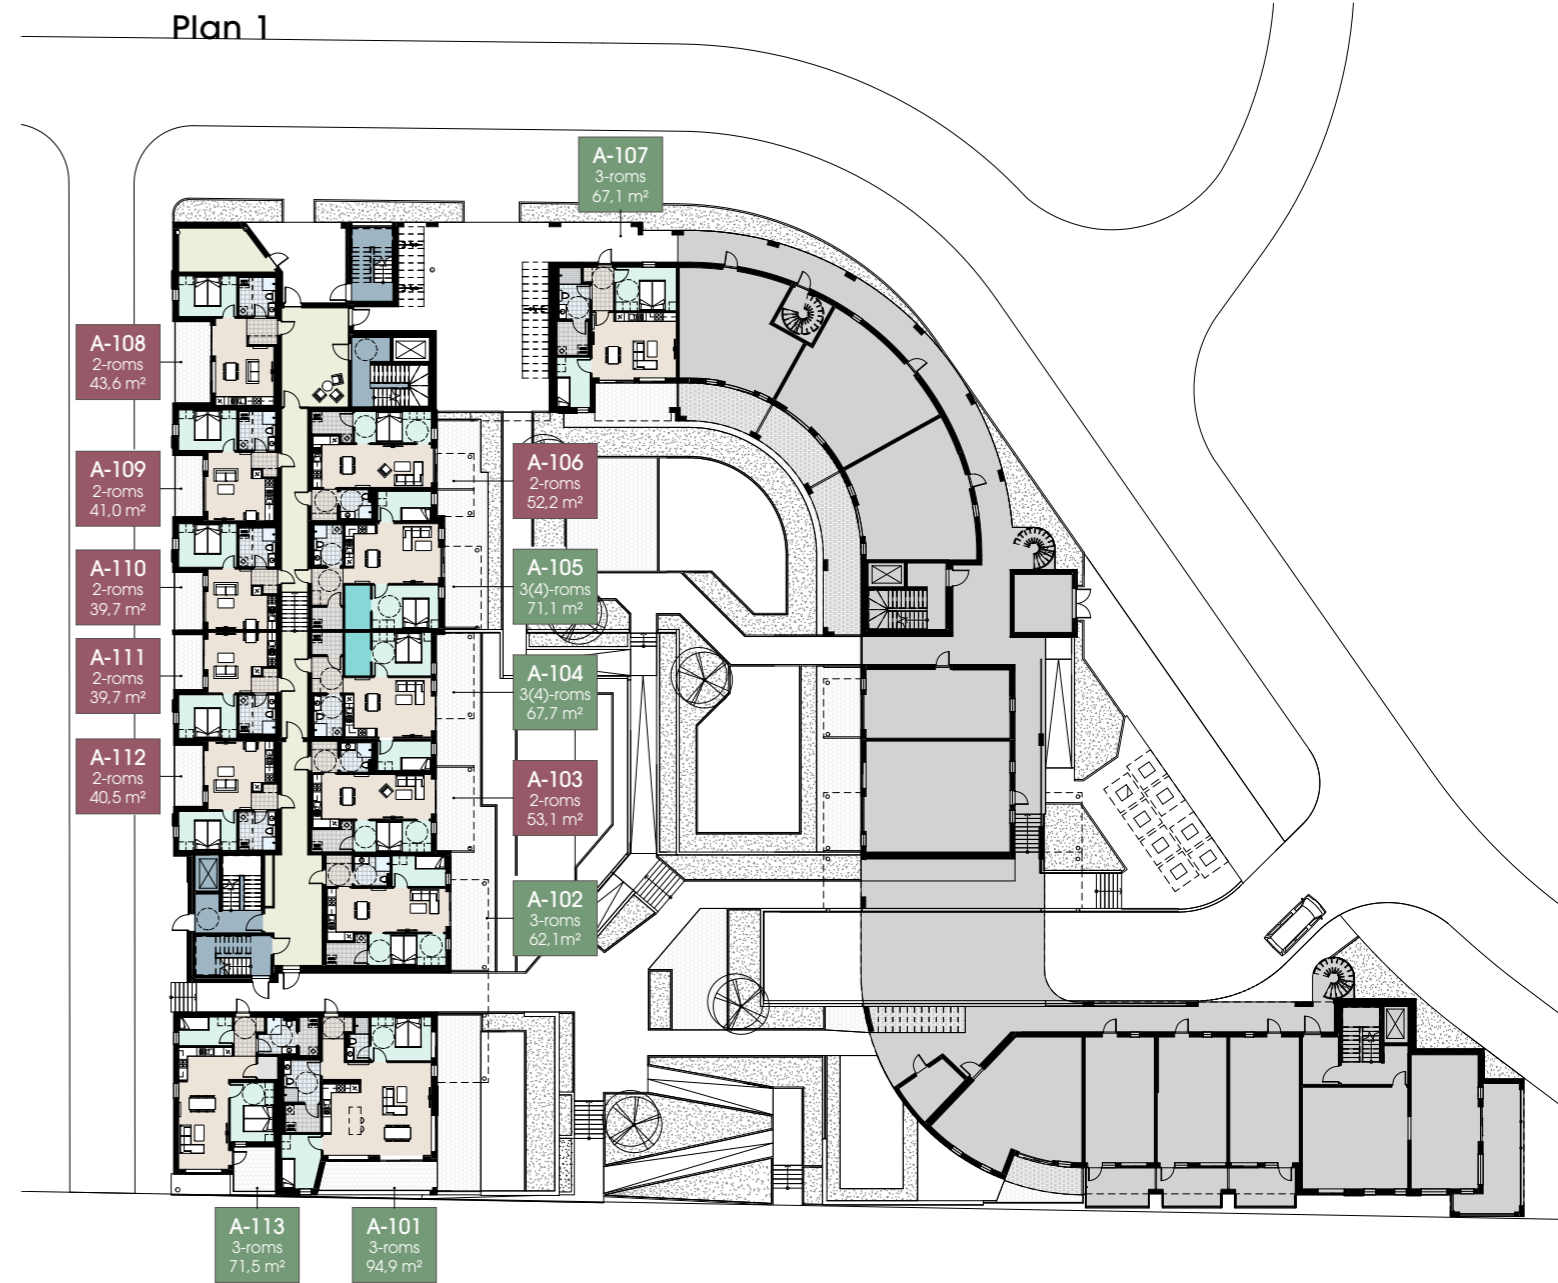 Plan 1
A-107
3-roms
67,1 m²
A-108
2-roms
43,6 m²
A-109
2-roms
41,0 m²
A-106
2-roms
52,2 m²
A-110
2-roms
39,7 m²
A-105
3(4)-roms
71,1 m²
A-111
2-roms
39,7 m²
A-104
3(4)-roms
67,7 m²
A-112
2-roms
40,5 m²
A-103
2-roms
53,1 m²
A-102
3-roms
62,1m²
A-113
3-roms
71,5 m²
A-101
3-roms
94,9 m²